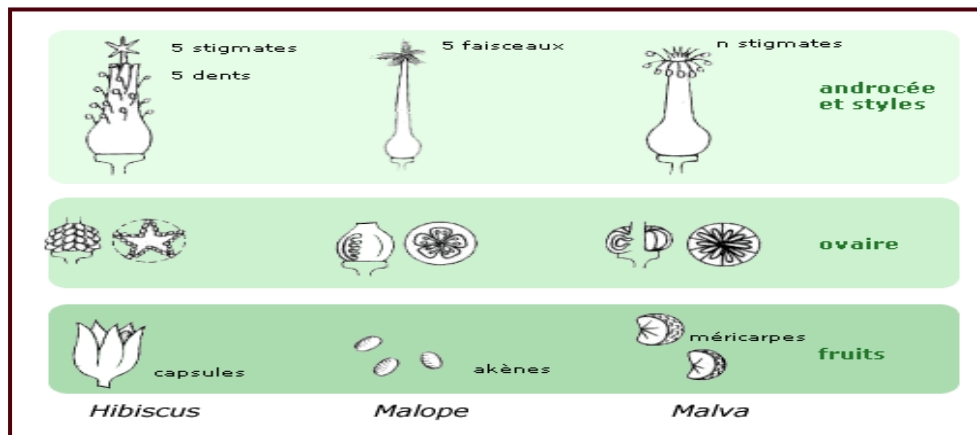 5 stigmates
5 dents
5 faisceaux
n stigmates
androcée
et styles
ovaire
capsules
akènes
méricarpes
fruits
Hibiscus
Malope
Malva